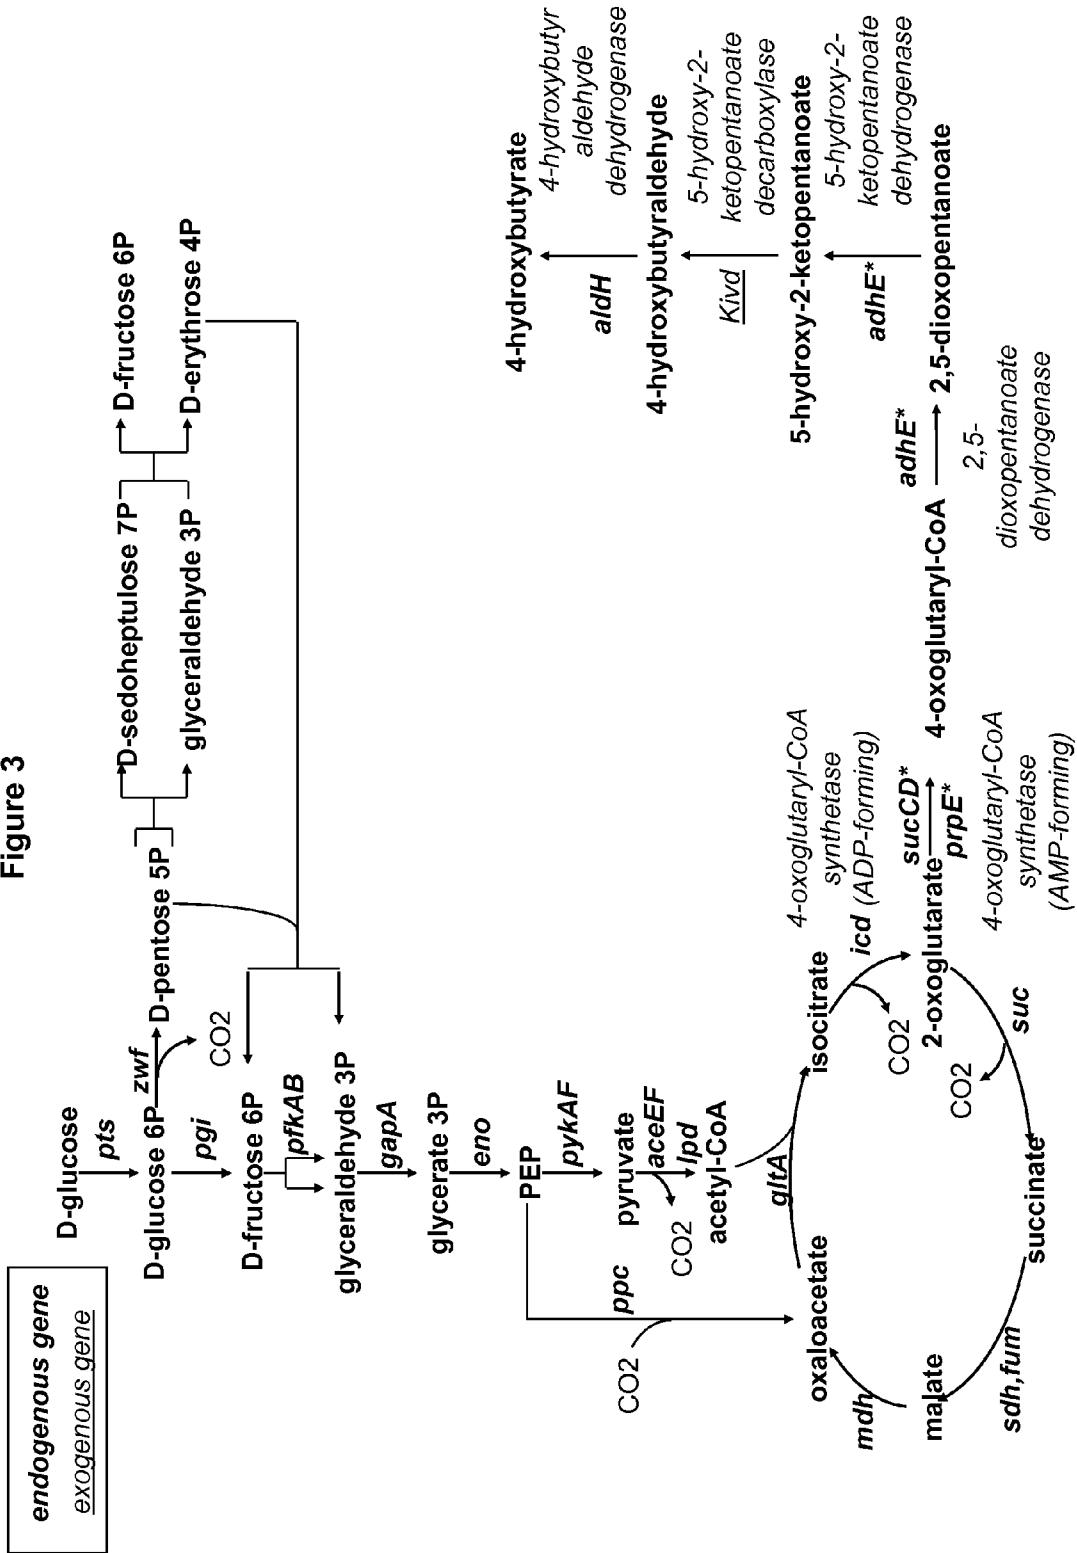 Figure 3
endogenous gene
exogenous gene
D-glucose
pts
D-glucose 6P
zwf
D-pentose 5P
CO2
D-sedoheptulose 7P
glyceraldehyde 3P
D-fructose 6P
D-erythrose 4P
pgi
D-fructose 6P
pfkAB
glyceraldehyde 3P
gapA
glycerate 3P
eno
PEP
pykAF
pyruvate
aceEF
lpd
CO2
acetyl-CoA
ppc
CO2
oxaloacetate
gltA
isocitrate
icd
CO2
2-oxoglutarate
suc
CO2
succinate
sdh,fum
malate
mdh
4-oxoglutaryl-CoA
synthetase
(ADP-forming)
sucCD*
prpE*
4-oxoglutaryl-CoA
synthetase
(AMP-forming)
4-oxoglutaryl-CoA
adhE*
2,5-
dioxopentanoate
dehydrogenase
2,5-dioxopentanoate
adhE*
5-hydroxy-2-
ketopentanoate
dehydrogenase
5-hydroxy-2-ketopentanoate
Kivd
5-hydroxy-2-
ketopentanoate
decarboxylase
4-hydroxybutyraldehyde
aldH
4-hydroxybutyr
aldehyde
dehydrogenase
4-hydroxybutyrate